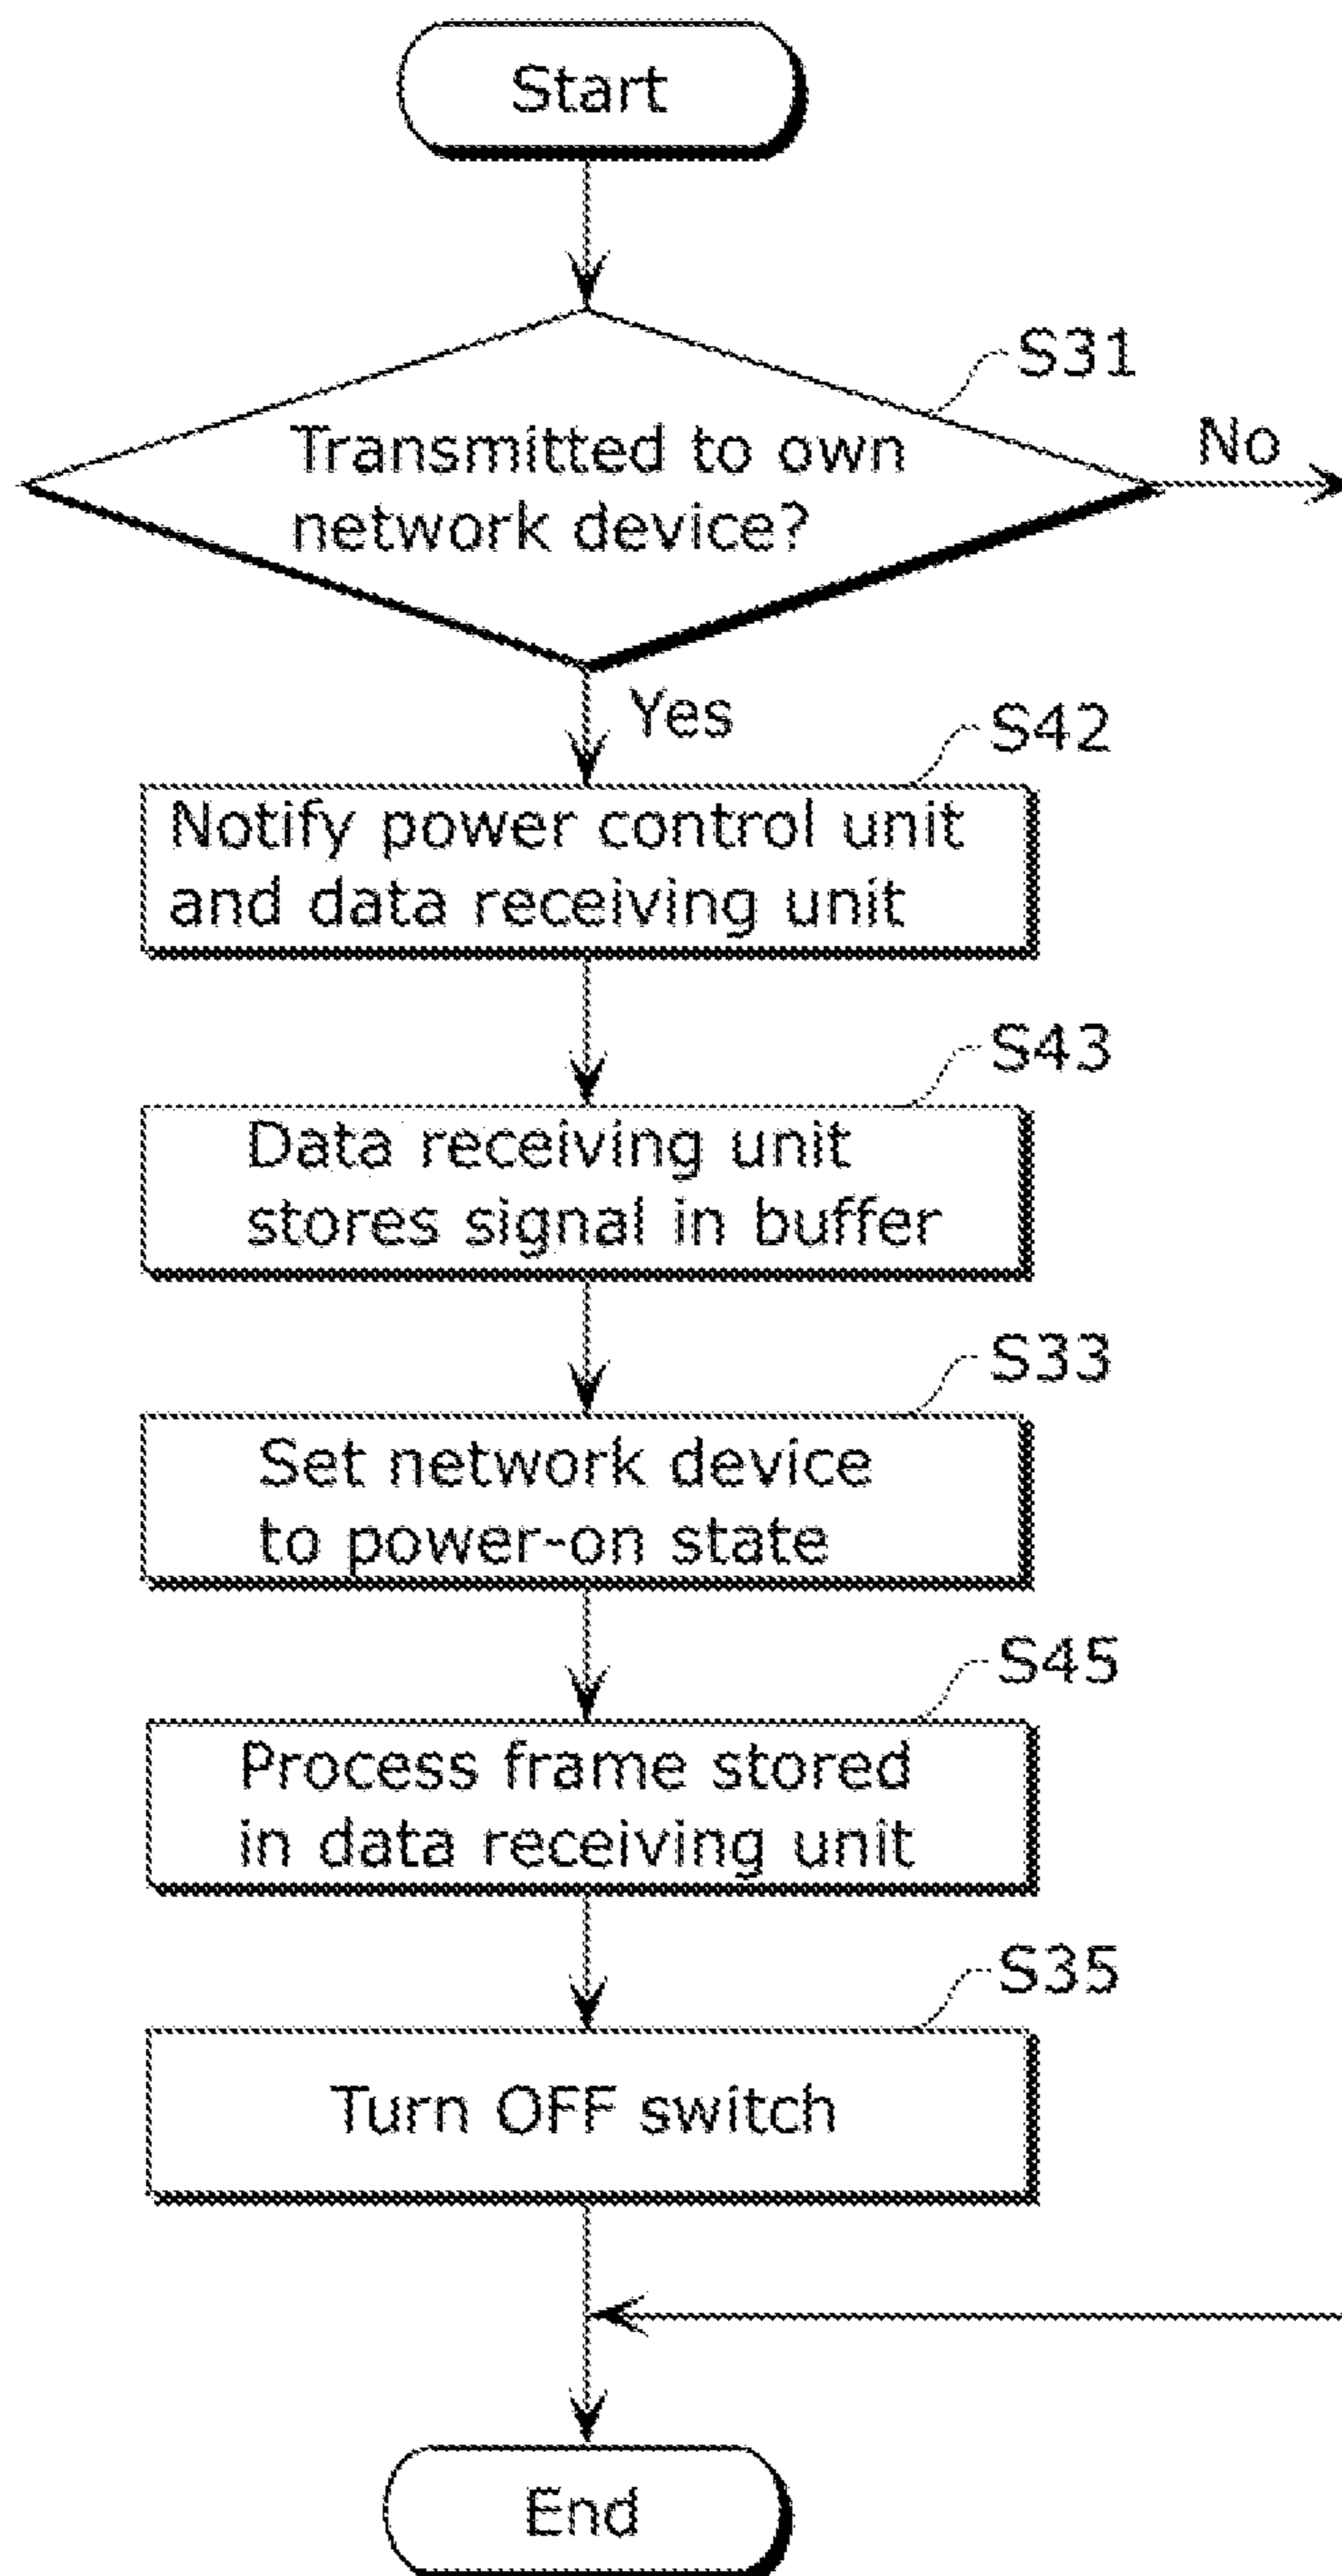 Start
S31
Transmitted to own
network device?
No
Yes
S42
Notify power control unit
and data receiving unit
S43
Data receiving unit
stores signal in buffer
S33
Set network device
to power-on state
S45
Process frame stored
in data receiving unit
S35
Turn OFF switch
End